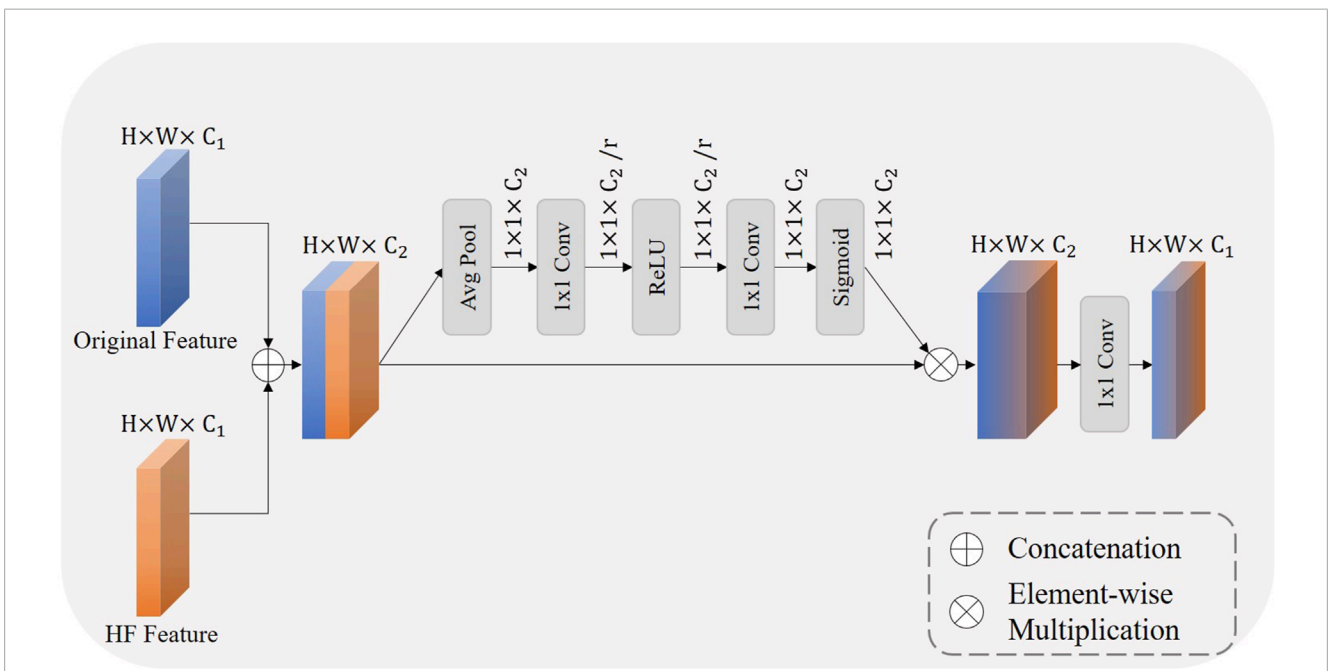 H×W× C₁
Original Feature
H×W× C₁
HF Feature
H×W× C₂
Avg Pool
1×1× C₂
1x1 Conv
1×1× C₂ /r
ReLU
1×1× C₂ /r
1x1 Conv
1×1× C₂
Sigmoid
1×1× C₂
H×W× C₂
1x1 Conv
H×W× C₁
Concatenation
Element-wise
Multiplication